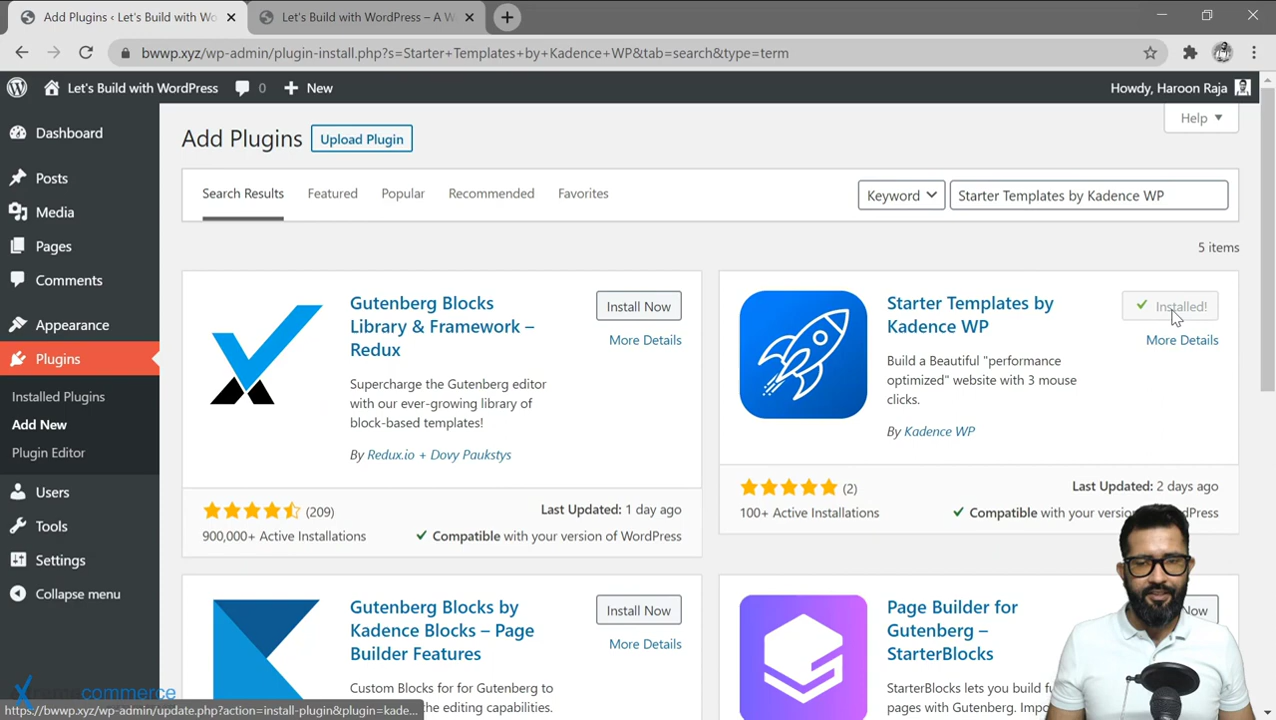 Add Plugins ‹ Let's Build with Wo
Let's Build with WordPress – A W
bwwp.xyz/wp-admin/plugin-install.php?s=Starter+Templates+by+Kadence+WP&tab=search&type=term
Let's Build with WordPress
0
New
Howdy, Haroon Raja
Dashboard
Posts
Media
Pages
Comments
Appearance
Plugins
Installed Plugins
Add New
Plugin Editor
Users
Tools
Settings
Collapse menu
Add Plugins
Upload Plugin
Help
Search Results
Featured
Popular
Recommended
Favorites
Keyword
Starter Templates by Kadence WP
5 items
Gutenberg Blocks
Library & Framework –
Redux
Install Now
More Details
Supercharge the Gutenberg editor
with our ever-growing library of
block-based templates!
By Redux.io + Dovy Paukstys
(209)
900,000+ Active Installations
Last Updated: 1 day ago
Compatible with your version of WordPress
Starter Templates by
Kadence WP
Installed!
More Details
Build a Beautiful "performance
optimized" website with 3 mouse
clicks.
By Kadence WP
(2)
100+ Active Installations
Last Updated: 2 days ago
Compatible with your vers
Press
Gutenberg Blocks by
Kadence Blocks – Page
Builder Features
Install Now
More Details
Custom Blocks for for Gutenberg to
the editing capabilities.
Page Builder for
Gutenberg –
StarterBlocks
Now
StarterBlocks lets you build fu
pages with Gutenberg. Impo
commerce
https://bwwp.xyz/wp-admin/update.php?action=install-plugin&plugin=kade...